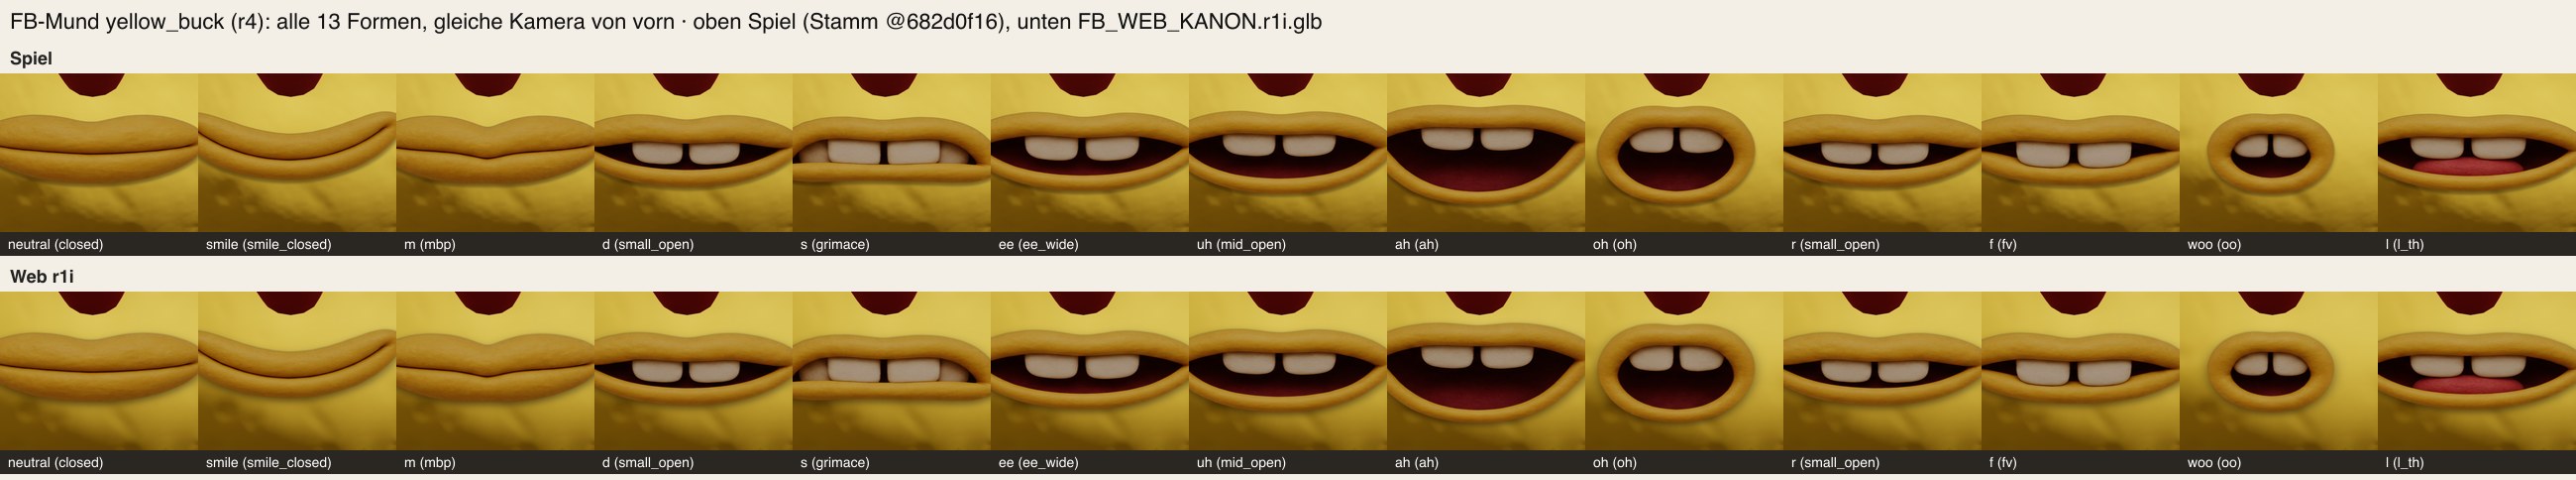 FB-Mund yellow_buck (r4): alle 13 Formen, gleiche Kamera von vorn · oben Spiel (Stamm @682d0f16), unten FB_WEB_KANON.r1i.glb
Spiel
neutral (closed) smile (smile_closed) m (mbp) d (small_open) s (grimace) ee (ee_wide) uh (mid_open) ah (ah) oh (oh) r (small_open) f (fv) woo (oo) l (l_th)
Web r1i
neutral (closed) smile (smile_closed) m (mbp) d (small_open) s (grimace) ee (ee_wide) uh (mid_open) ah (ah) oh (oh) r (small_open) f (fv) woo (oo) l (l_th)